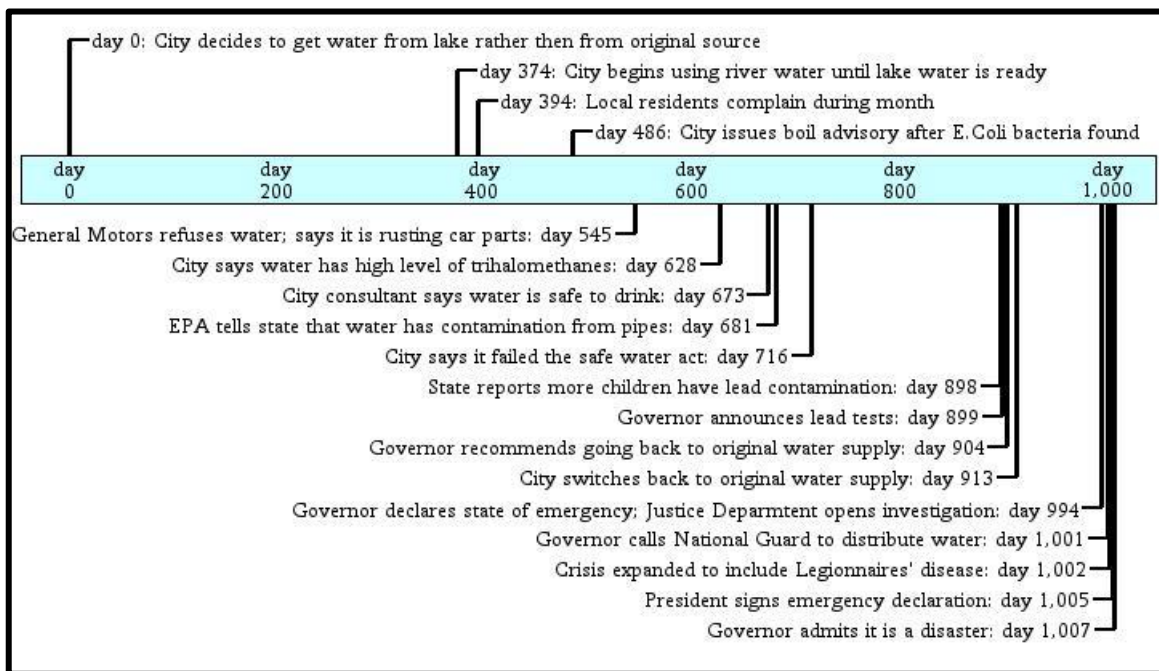 day 0: City decides to get water from lake rather then from original source
day 374: City begins using river water until lake water is ready
day 394: Local residents complain during month
day 486: City issues boil advisory after E.Coli bacteria found
day 0
day 200
day 400
day 600
day 800
day 1,000
General Motors refuses water; says it is rusting car parts: day 545
City says water has high level of trihalomethanes: day 628
City consultant says water is safe to drink: day 673
EPA tells state that water has contamination from pipes: day 681
City says it failed the safe water act: day 716
State reports more children have lead contamination: day 898
Governor announces lead tests: day 899
Governor recommends going back to original water supply: day 904
City switches back to original water supply: day 913
Governor declares state of emergency; Justice Deparmtent opens investigation: day 994
Governor calls National Guard to distribute water: day 1,001
Crisis expanded to include Legionnaires' disease: day 1,002
President signs emergency declaration: day 1,005
Governor admits it is a disaster: day 1,007